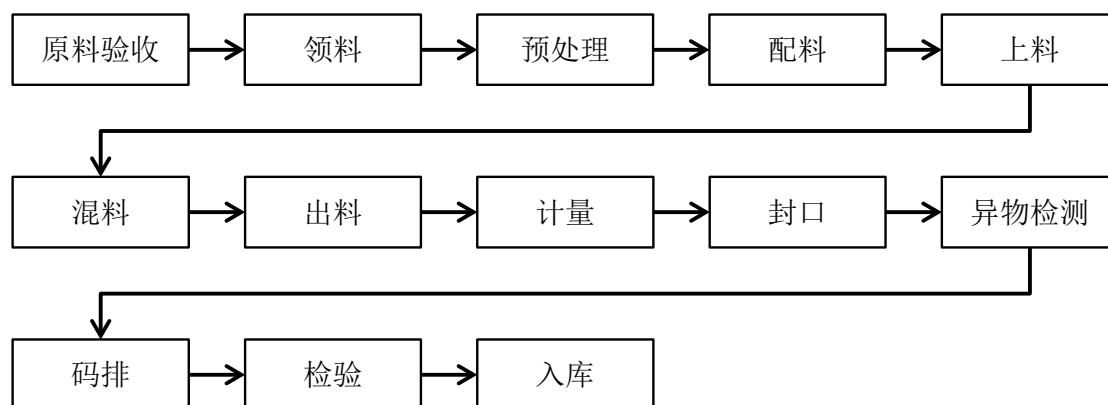 原料验收
领料
预处理
配料
上料
混料
出料
计量
封口
异物检测
码排
检验
入库